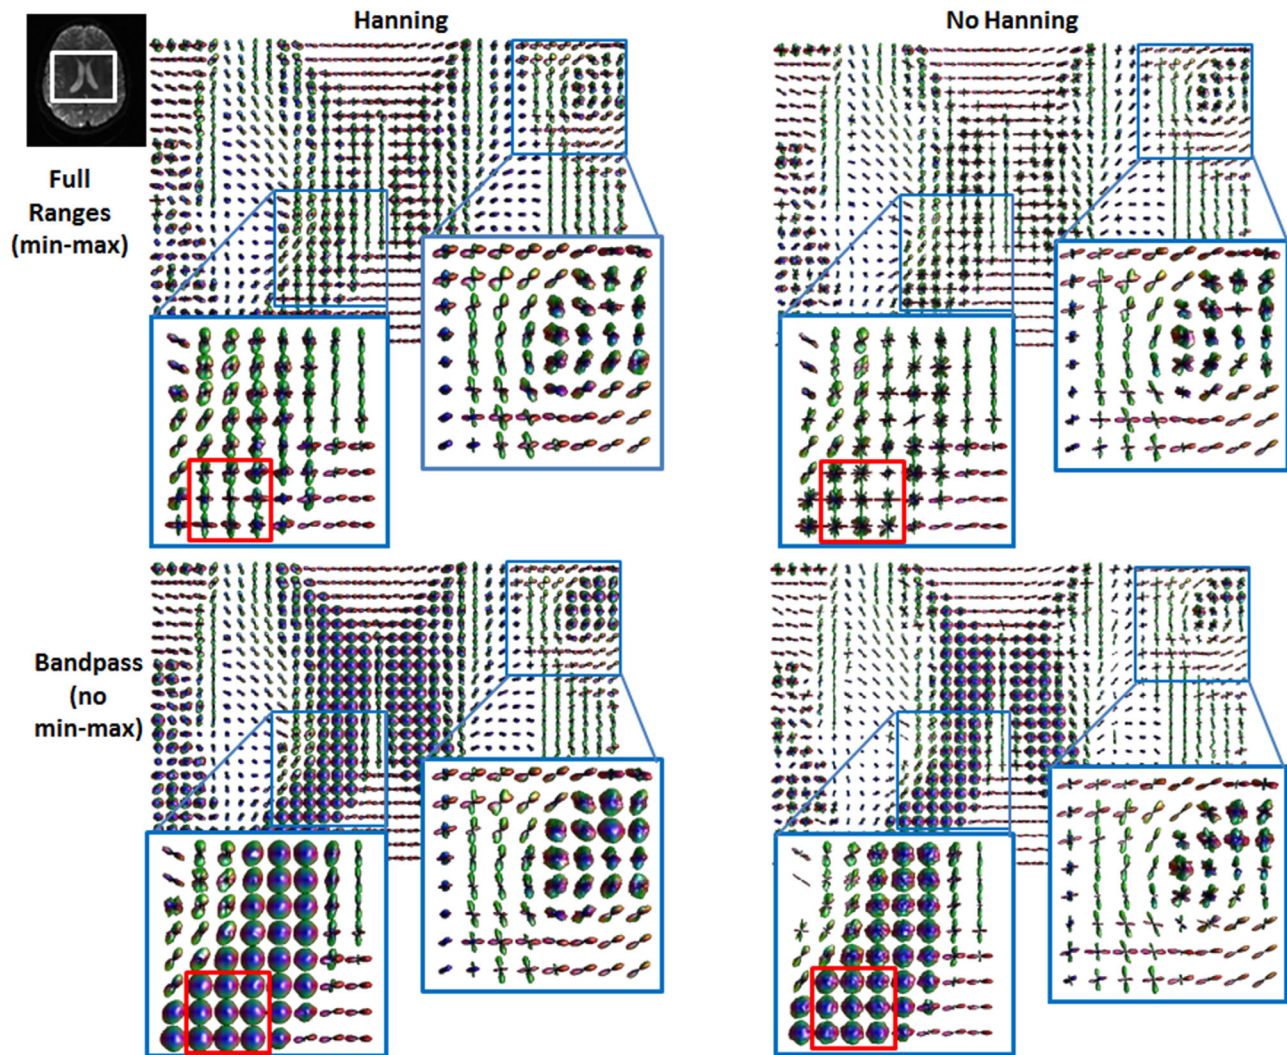 Hanning
No Hanning
Full
Ranges
(min-max)
Bandpass
(no
min-max)